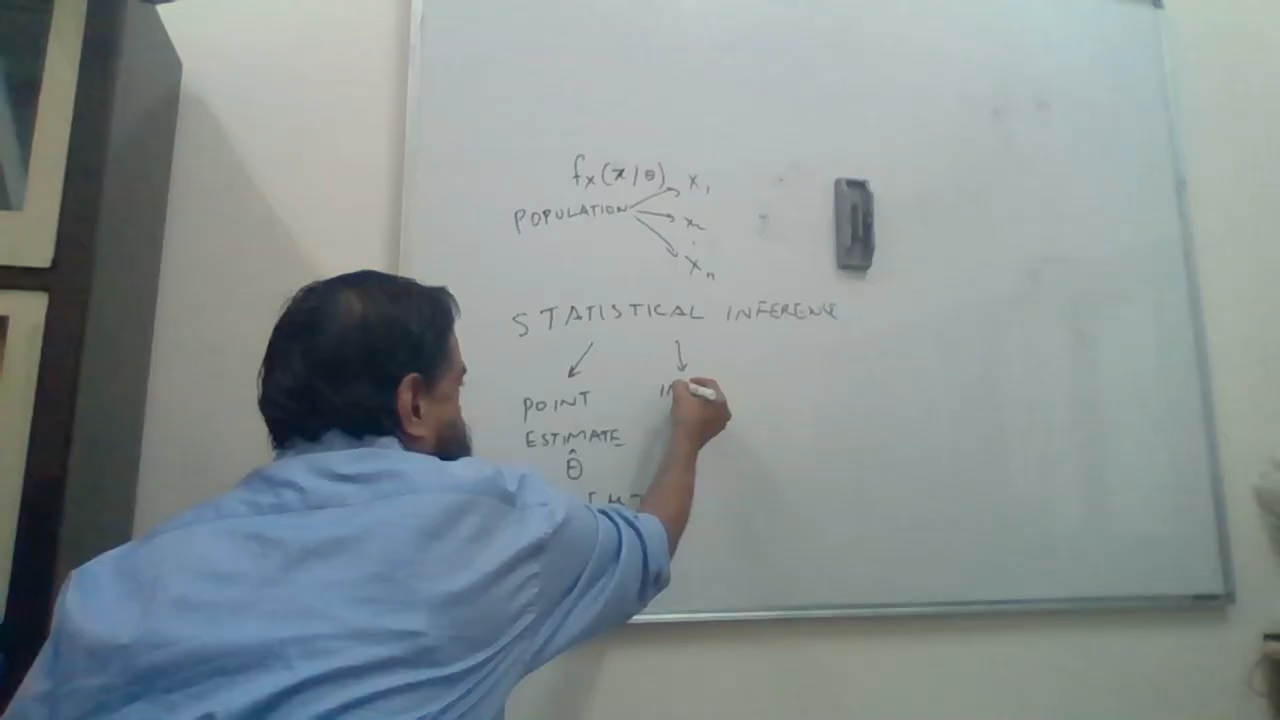 fx(x/θ) x1
POPULATION x2
xn
STATISTICAL INFERENCE
POINT
ESTIMATE
θ̂